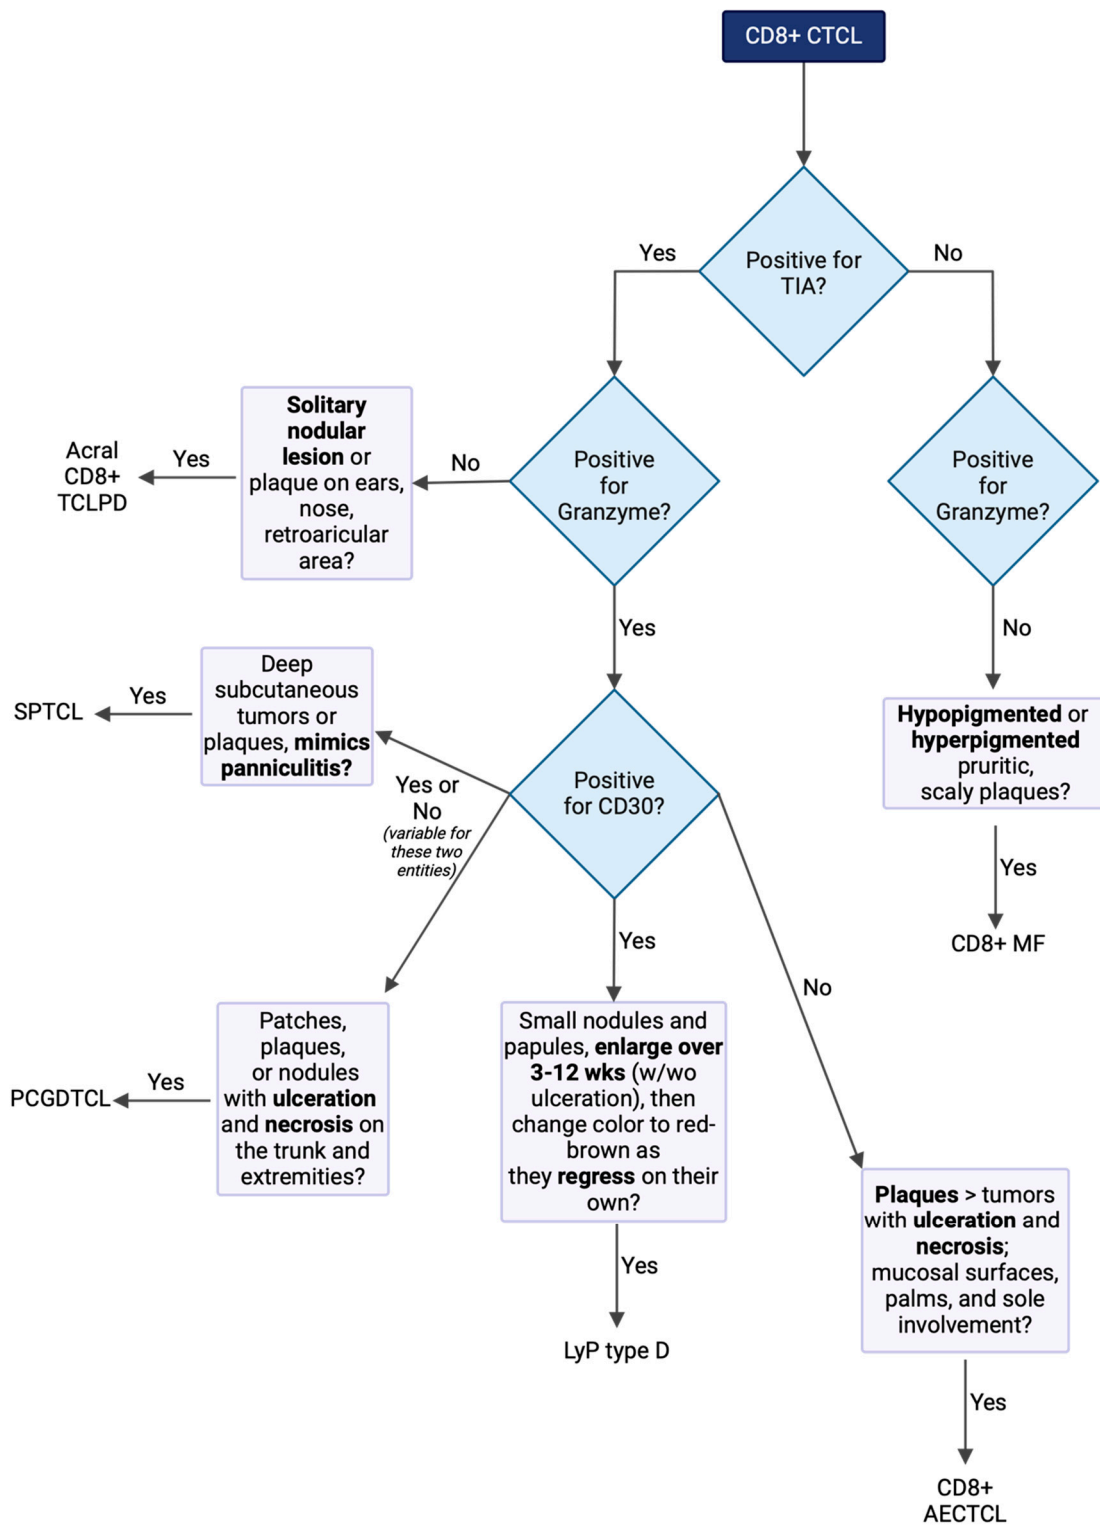 CD8+ CTCL
Yes
Positive for
TIA?
No
Solitary
nodular
lesion or
plaque on ears,
nose,
retroaricular
area?
Acral
CD8+
TCLPD
Yes
No
Positive
for
Granzyme?
Positive
for
Granzyme?
Yes
No
Deep
subcutaneous
tumors or
plaques, mimics
panniculitis?
SPTCL
Yes
Yes or
No
(variable for
these two
entities)
Positive
for CD30?
Hypopigmented or
hyperpigmented
pruritic,
scaly plaques?
Yes
CD8+ MF
Yes
No
Patches,
plaques,
or nodules
with ulceration
and necrosis on
the trunk and
extremities?
PCGDTCL
Yes
Small nodules and
papules, enlarge over
3-12 wks (w/wo
ulceration), then
change color to red-
brown as
they regress on their
own?
Yes
LyP type D
Plaques > tumors
with ulceration and
necrosis;
mucosal surfaces,
palms, and sole
involvement?
Yes
CD8+
AECTCL